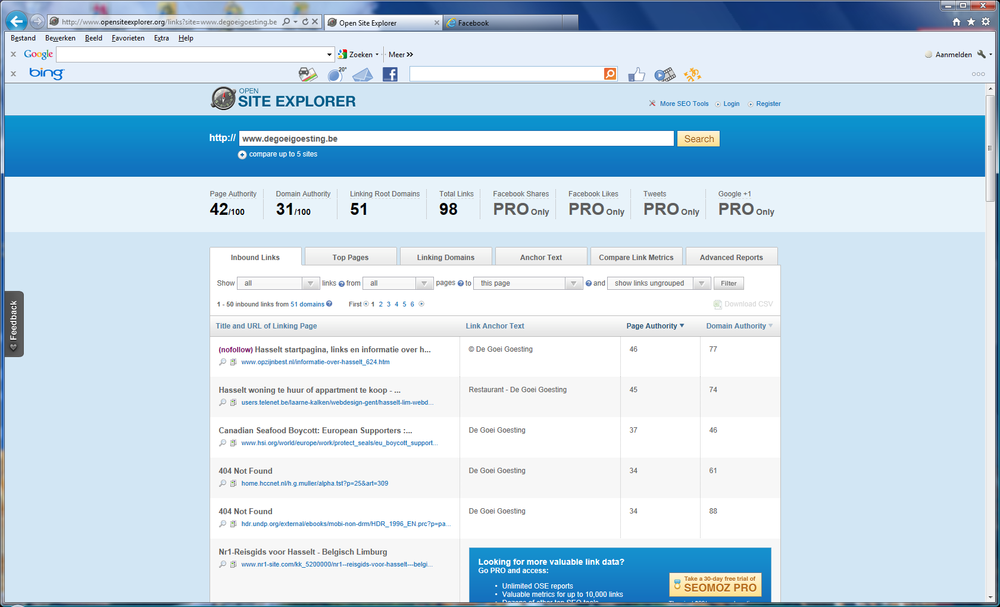 http://www.opensiteexplorer.org/links?site=www.degoeigoesting.be
Open Site Explorer
Facebook
Bestand Bewerken Beeld Favorieten Extra Help
x Google Zoeken Meer »
Aanmelden
x bing 20°
OPEN
SITE EXPLORER
More SEO Tools Login Register
http:// www.degoeigoesting.be Search
compare up to 5 sites
Page Authority Domain Authority Linking Root Domains Total Links Facebook Shares Facebook Likes Tweets Google +1
42/100 31/100 51 98 PRO Only PRO Only PRO Only PRO Only
Inbound Links Top Pages Linking Domains Anchor Text Compare Link Metrics Advanced Reports
Show all links ? from all pages ? to this page ? and show links ungrouped Filter
1 - 50 inbound links from 51 domains ? First 1 2 3 4 5 6 Download CSV
Feedback
Title and URL of Linking Page Link Anchor Text Page Authority Domain Authority
(nofollow) Hasselt startpagina, links en informatie over h... © De Goei Goesting 46 77
www.opzijnbest.nl/informatie-over-hasselt_624.htm
Hasselt woning te huur of appartment te koop - ... Restaurant - De Goei Goesting 45 74
users.telenet.be/laarne-kalken/webdesign-gent/hasselt-lim-webd...
Canadian Seafood Boycott: European Supporters :... De Goei Goesting 37 46
www.hsi.org/world/europe/work/protect_seals/eu_boycott_support...
404 Not Found De Goei Goesting 34 61
home.hccnet.nl/h.g.muller/alpha.tst?p=25&art=309
404 Not Found De Goei Goesting 34 88
hdr.undp.org/external/ebooks/mobi-non-drm/HDR_1996_EN.prc?p=pa...
Nr1-Reisgids voor Hasselt - Belgisch Limburg
www.nr1-site.com/kk_5200000/nr1--reisgids-voor-hasselt---belgi...
Looking for more valuable link data?
Go PRO and access:
• Unlimited OSE reports
• Valuable metrics for up to 10,000 links
Take a 30-day free trial of
SEOMOZ PRO